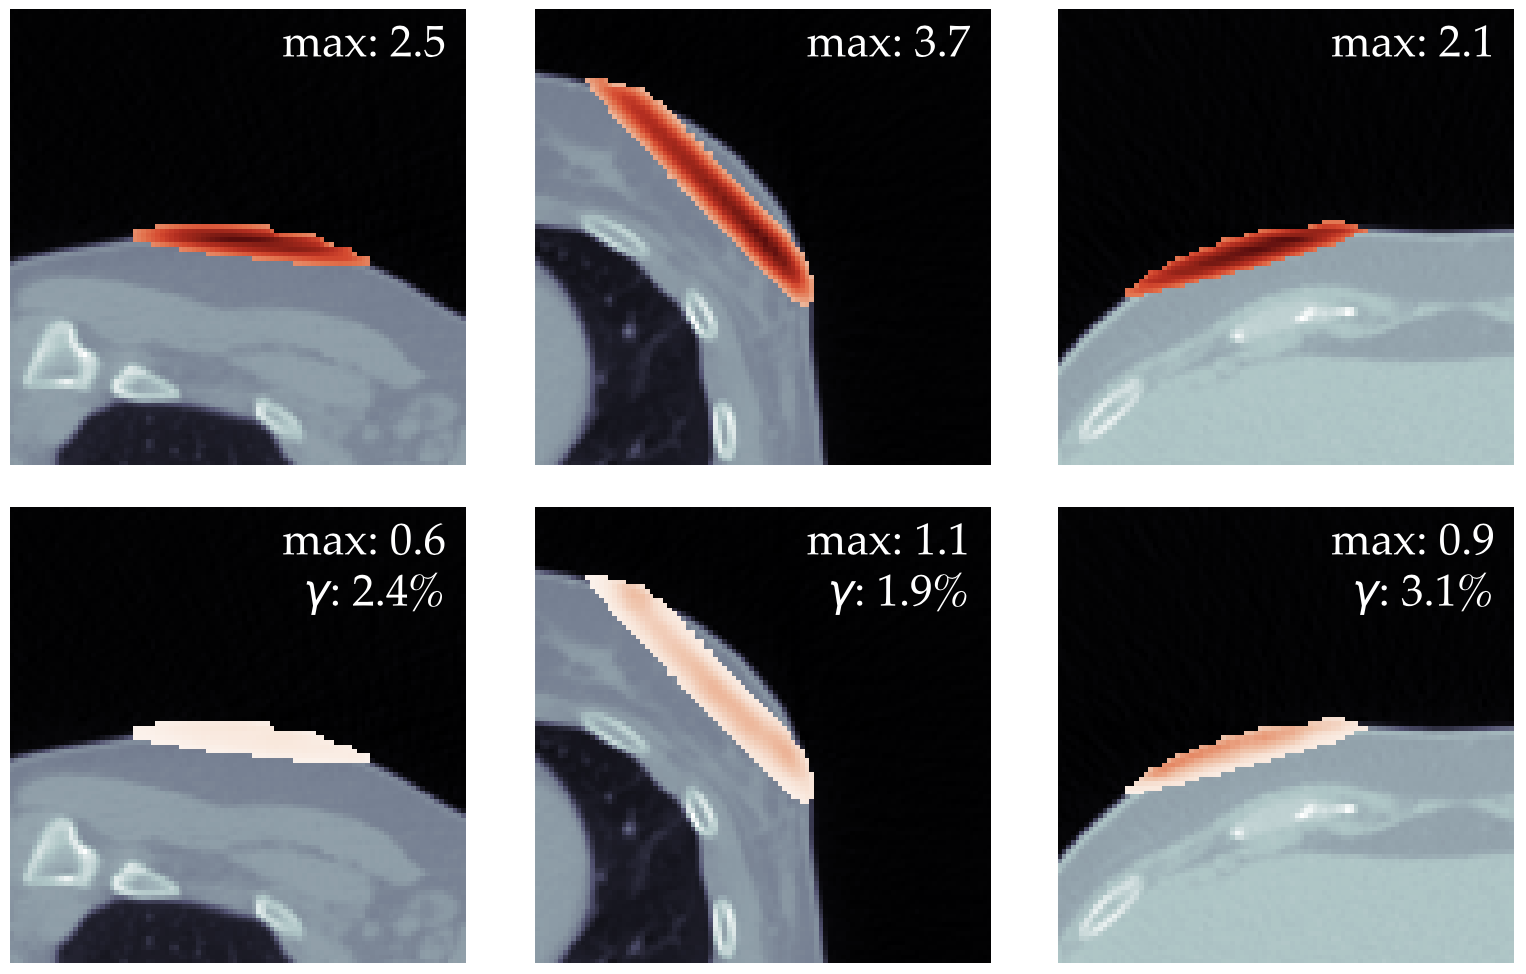 max: 2.5
max: 3.7
max: 2.1
max: 0.6
γ: 2.4%
max: 1.1
γ: 1.9%
max: 0.9
γ: 3.1%